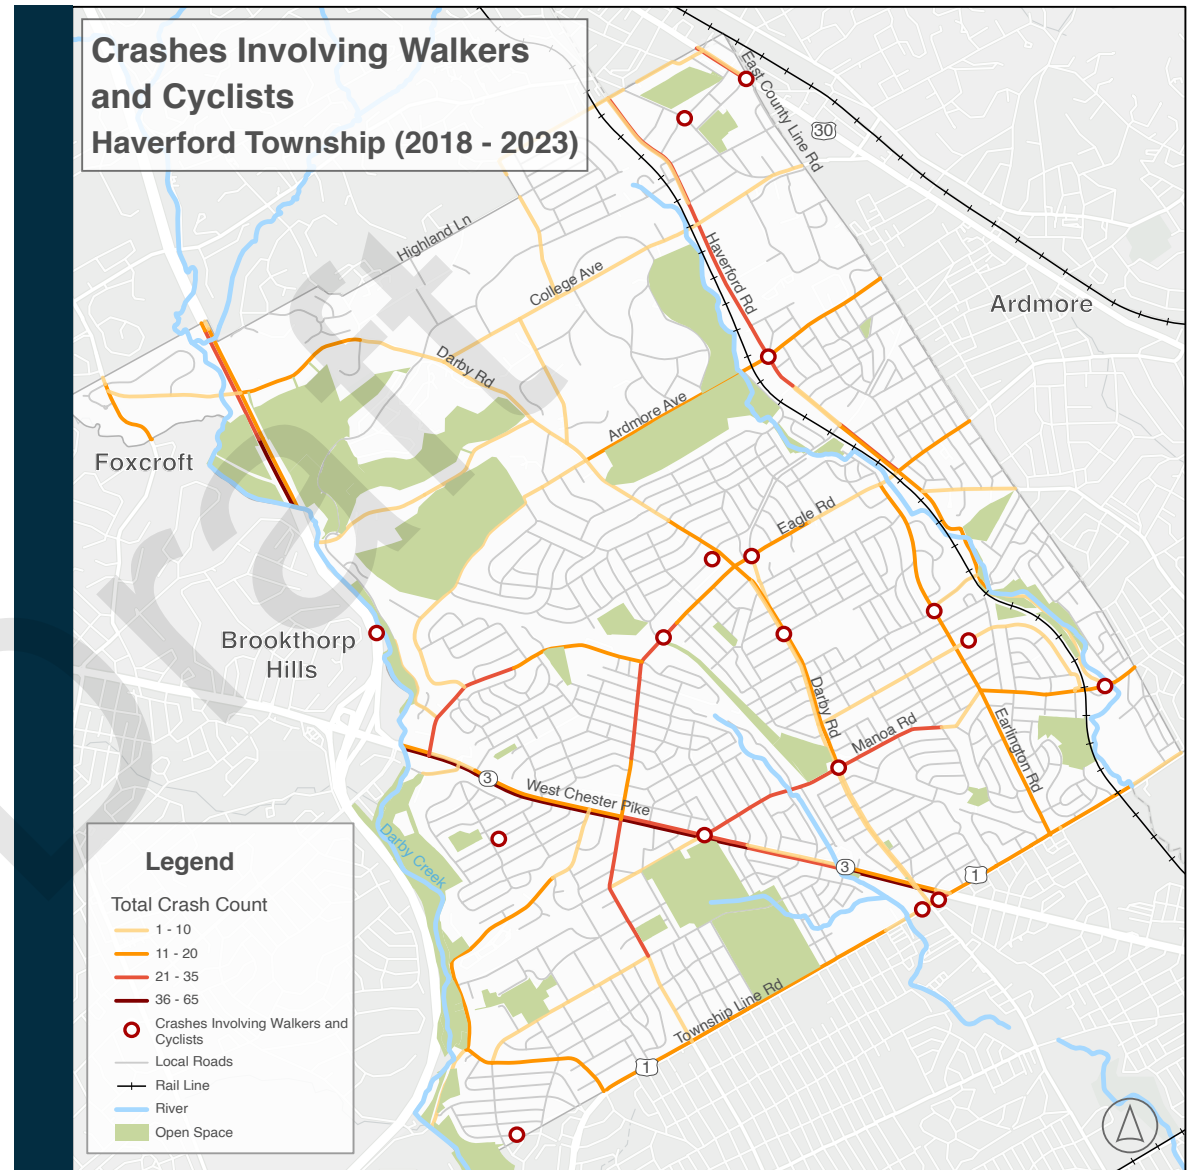 Crashes Involving Walkers
and Cyclists
Haverford Township (2018 - 2023)
East County Line Rd
30
Highland Ln
College Ave
Haverford Rd
Ardmore
Darby Rd
Ardmore Ave
Foxcroft
Eagle Rd
Brookthorp
Hills
Darby Rd
Manoa Rd
Earlington Rd
3
West Chester Pike
3
1
Darby Creek
Township Line Rd
1
Legend
Total Crash Count
1 - 10
11 - 20
21 - 35
36 - 65
Crashes Involving Walkers and
Cyclists
Local Roads
Rail Line
River
Open Space
Draft